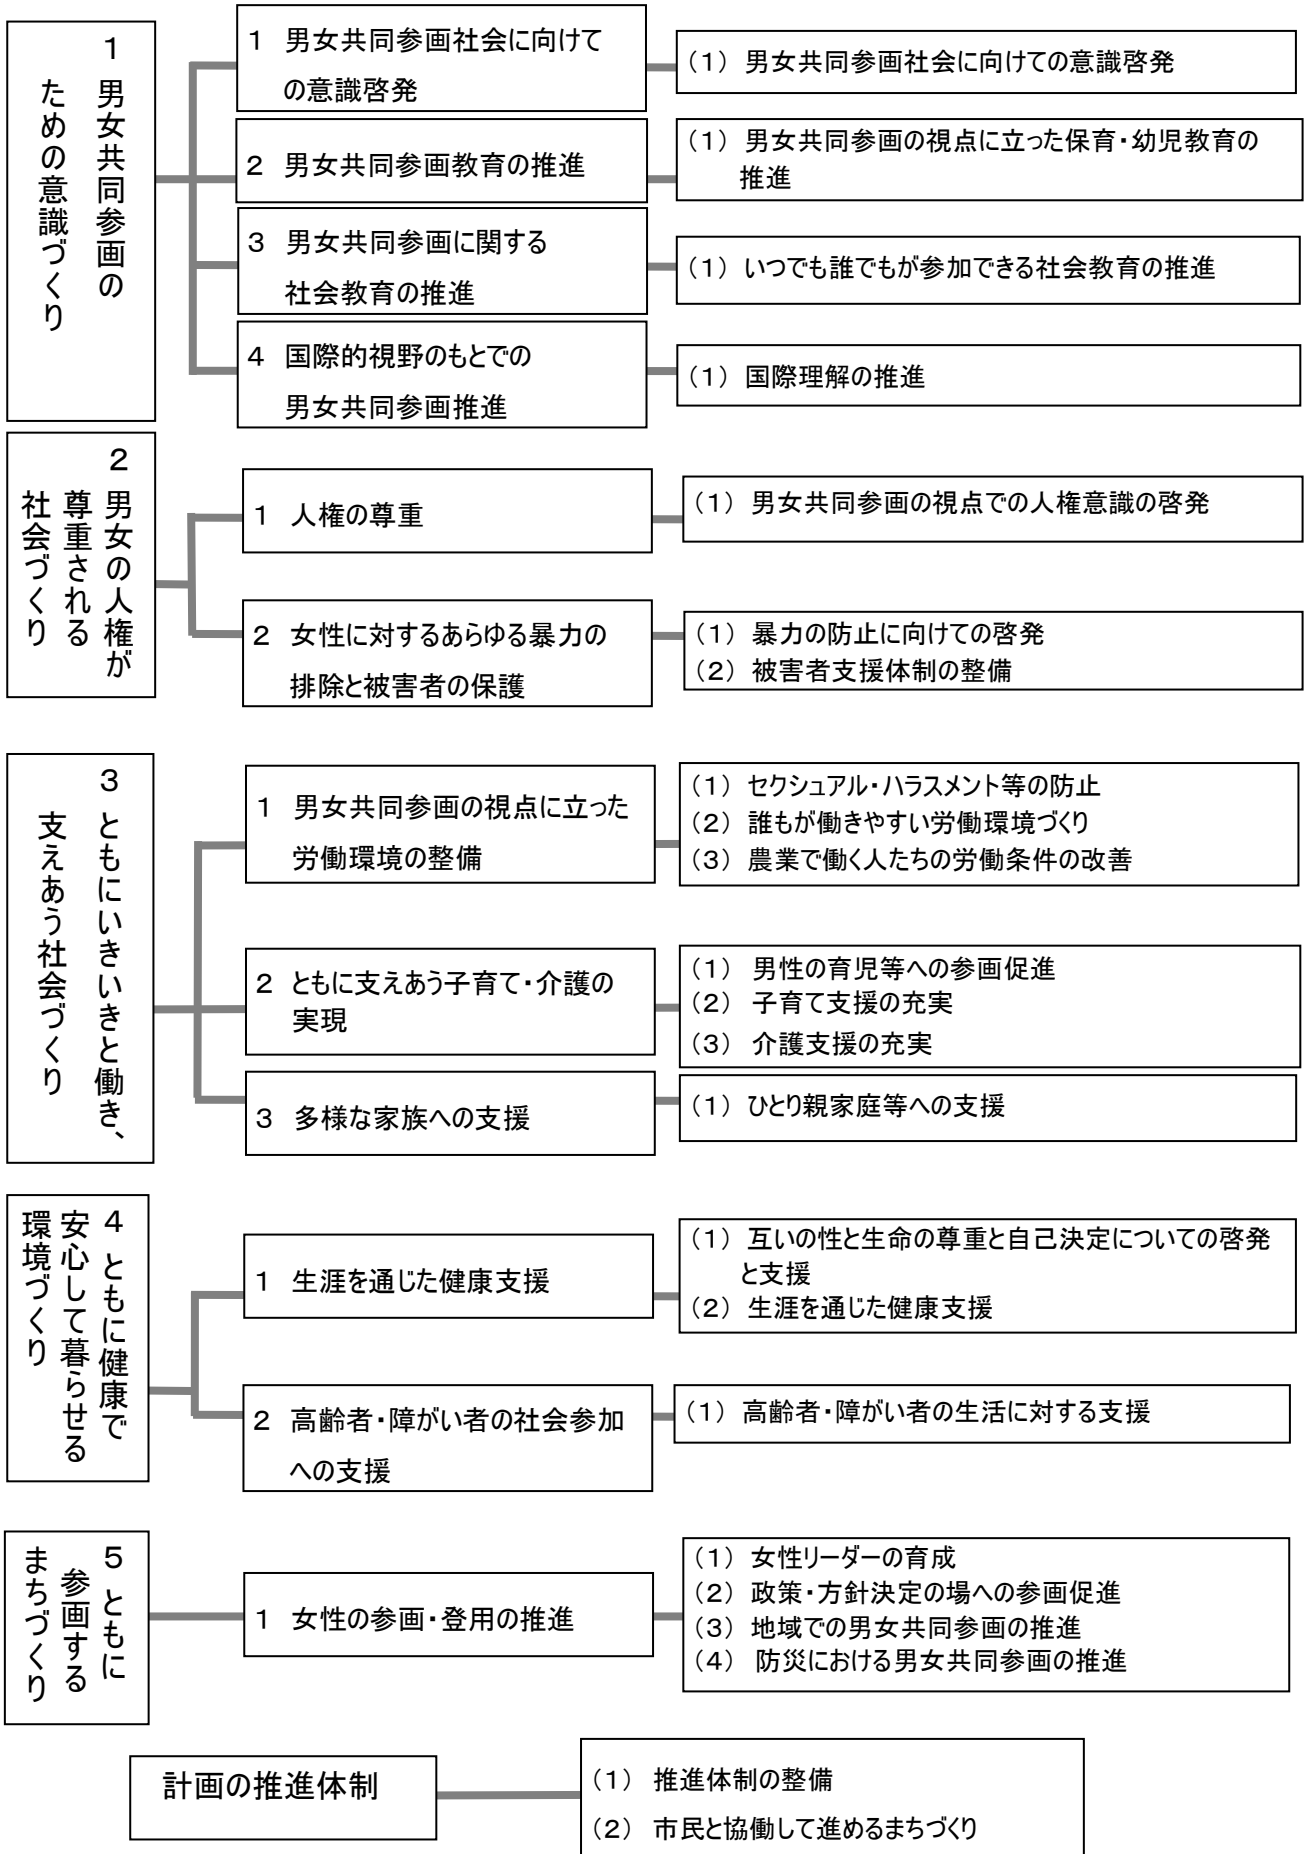 1 男女共同参画の
ための意識づくり
1 男女共同参画社会に向けて
の意識啓発
(1) 男女共同参画社会に向けての意識啓発
2 男女共同参画教育の推進
(1) 男女共同参画の視点に立った保育・幼児教育の
推進
3 男女共同参画に関する
社会教育の推進
(1) いつでも誰でもが参加できる社会教育の推進
4 国際的視野のもとでの
男女共同参画推進
(1) 国際理解の推進
2 男女の人権が
尊重される
社会づくり
1 人権の尊重
(1) 男女共同参画の視点での人権意識の啓発
2 女性に対するあらゆる暴力の
排除と被害者の保護
(1) 暴力の防止に向けての啓発
(2) 被害者支援体制の整備
3 ともにいきいきと働き、
支えあう社会づくり
1 男女共同参画の視点に立った
労働環境の整備
(1) セクシュアル・ハラスメント等の防止
(2) 誰もが働きやすい労働環境づくり
(3) 農業で働く人たちの労働条件の改善
2 ともに支えあう子育て・介護の
実現
(1) 男性の育児等への参画促進
(2) 子育て支援の充実
(3) 介護支援の充実
3 多様な家族への支援
(1) ひとり親家庭等への支援
4 ともに健康で
安心して暮らせる
環境づくり
1 生涯を通じた健康支援
(1) 互いの性と生命の尊重と自己決定についての啓発
と支援
(2) 生涯を通じた健康支援
2 高齢者・障がい者の社会参加
への支援
(1) 高齢者・障がい者の生活に対する支援
5 ともに
参画する
まちづくり
1 女性の参画・登用の推進
(1) 女性リーダーの育成
(2) 政策・方針決定の場への参画促進
(3) 地域での男女共同参画の推進
(4) 防災における男女共同参画の推進
計画の推進体制
(1) 推進体制の整備
(2) 市民と協働して進めるまちづくり